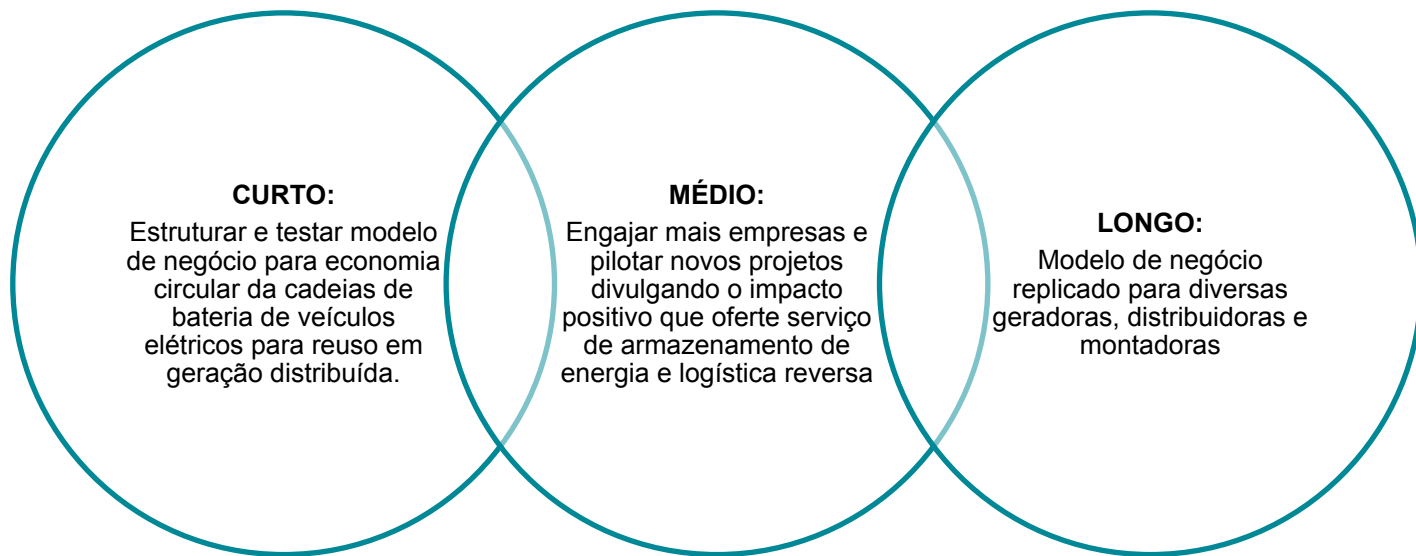 CURTO:
Estruturar e testar modelo
de negócio para economia
circular da cadeias de
bateria de veículos
elétricos para reuso em
geração distribuída.
MÉDIO:
Engajar mais empresas e
pilotar novos projetos
divulgando o impacto
positivo que oferte serviço
de armazenamento de
energia e logística reversa
LONGO:
Modelo de negócio
replicado para diversas
geradoras, distribuidoras e
montadoras